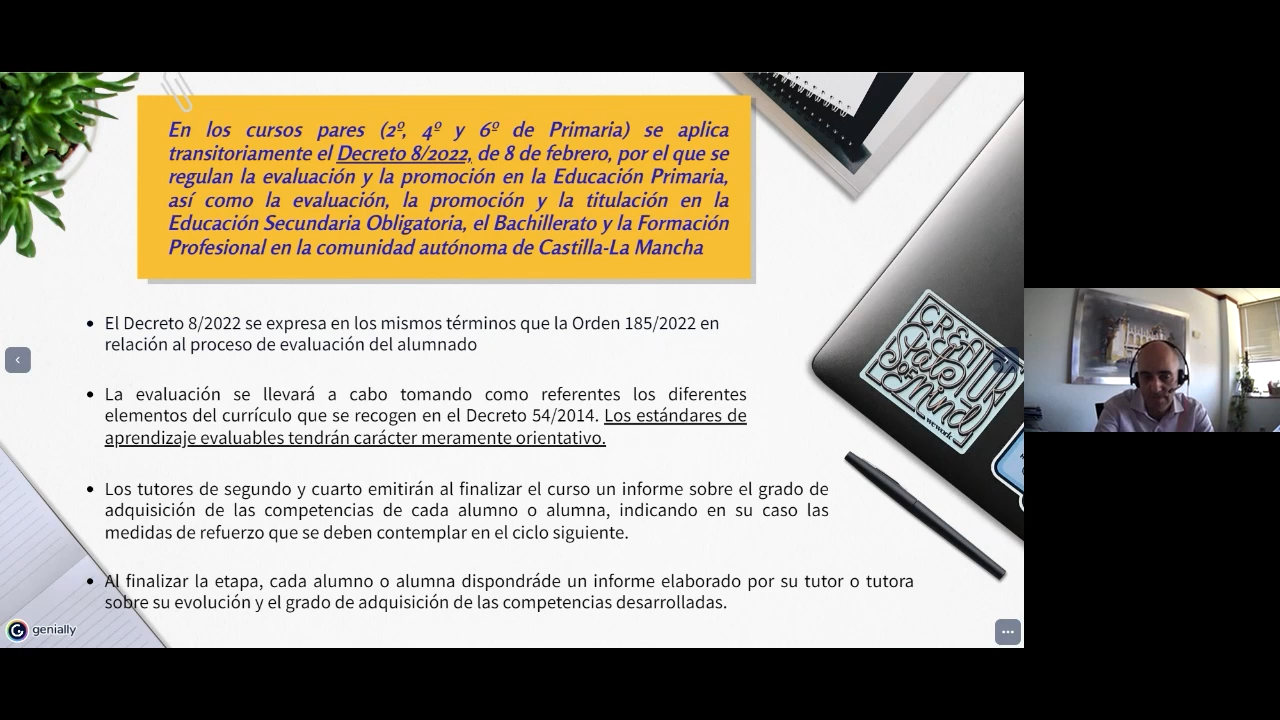 En los cursos pares (2º, 4º y 6º de Primaria) se aplica
transitoriamente el Decreto 8/2022, de 8 de febrero, por el que se
regulan la evaluación y la promoción en la Educación Primaria,
así como la evaluación, la promoción y la titulación en la
Educación Secundaria Obligatoria, el Bachillerato y la Formación
Profesional en la comunidad autónoma de Castilla-La Mancha
El Decreto 8/2022 se expresa en los mismos términos que la Orden 185/2022 en
relación al proceso de evaluación del alumnado
La evaluación se llevará a cabo tomando como referentes los diferentes
elementos del currículo que se recogen en el Decreto 54/2014. Los estándares de
aprendizaje evaluables tendrán carácter meramente orientativo.
Los tutores de segundo y cuarto emitirán al finalizar el curso un informe sobre el grado de
adquisición de las competencias de cada alumno o alumna, indicando en su caso las
medidas de refuerzo que se deben contemplar en el ciclo siguiente.
Al finalizar la etapa, cada alumno o alumna dispondráde un informe elaborado por su tutor o tutora
sobre su evolución y el grado de adquisición de las competencias desarrolladas.
CREATE
YOUR
State
OF
Mind
wework
genially